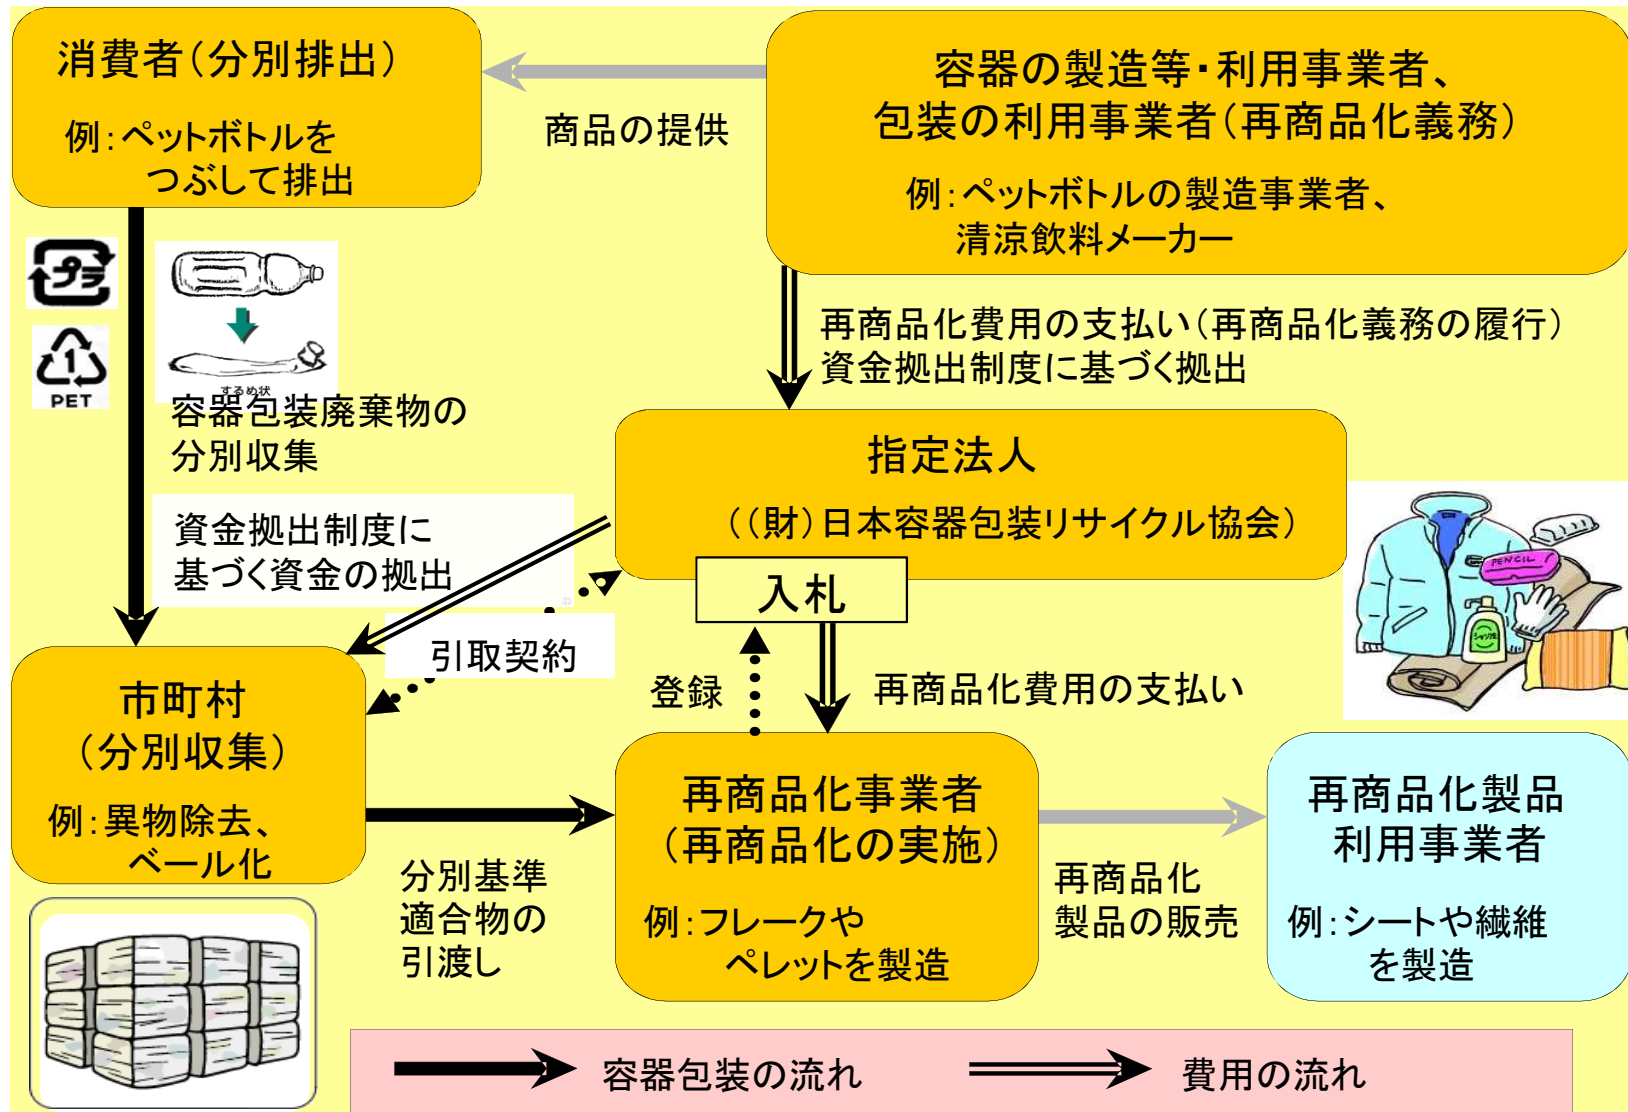 消費者（分別排出）
例：ペットボトルを
つぶして排出
商品の提供
容器の製造等・利用事業者、
包装の利用事業者（再商品化義務）
例：ペットボトルの製造事業者、
清涼飲料メーカー
プラ
1
PET
するめ状
容器包装廃棄物の
分別収集
再商品化費用の支払い（再商品化義務の履行）
資金拠出制度に基づく拠出
指定法人
（（財）日本容器包装リサイクル協会）
資金拠出制度に
基づく資金の拠出
入札
引取契約
登録
再商品化費用の支払い
PENCIL
シャンプー
市町村
（分別収集）
例：異物除去、
ベール化
分別基準
適合物の
引渡し
再商品化事業者
（再商品化の実施）
例：フレークや
ペレットを製造
再商品化
製品の販売
再商品化製品
利用事業者
例：シートや繊維
を製造
容器包装の流れ
費用の流れ